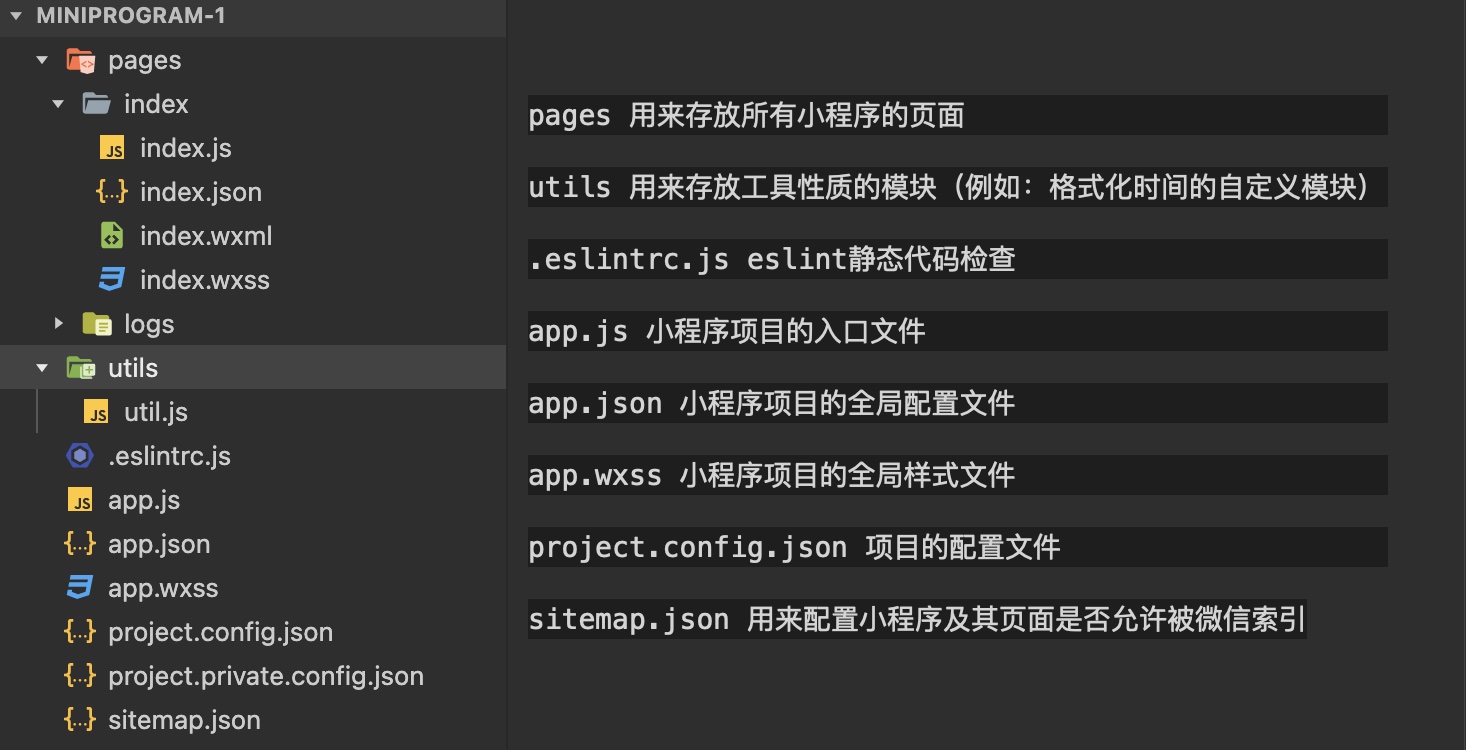 MINIPROGRAM-1
pages
index
index.js
index.json
index.wxml
index.wxss
logs
utils
util.js
.eslintrc.js
app.js
app.json
app.wxss
project.config.json
project.private.config.json
sitemap.json
pages 用来存放所有小程序的页面
utils 用来存放工具性质的模块（例如：格式化时间的自定义模块）
.eslintrc.js eslint静态代码检查
app.js 小程序项目的入口文件
app.json 小程序项目的全局配置文件
app.wxss 小程序项目的全局样式文件
project.config.json 项目的配置文件
sitemap.json 用来配置小程序及其页面是否允许被微信索引